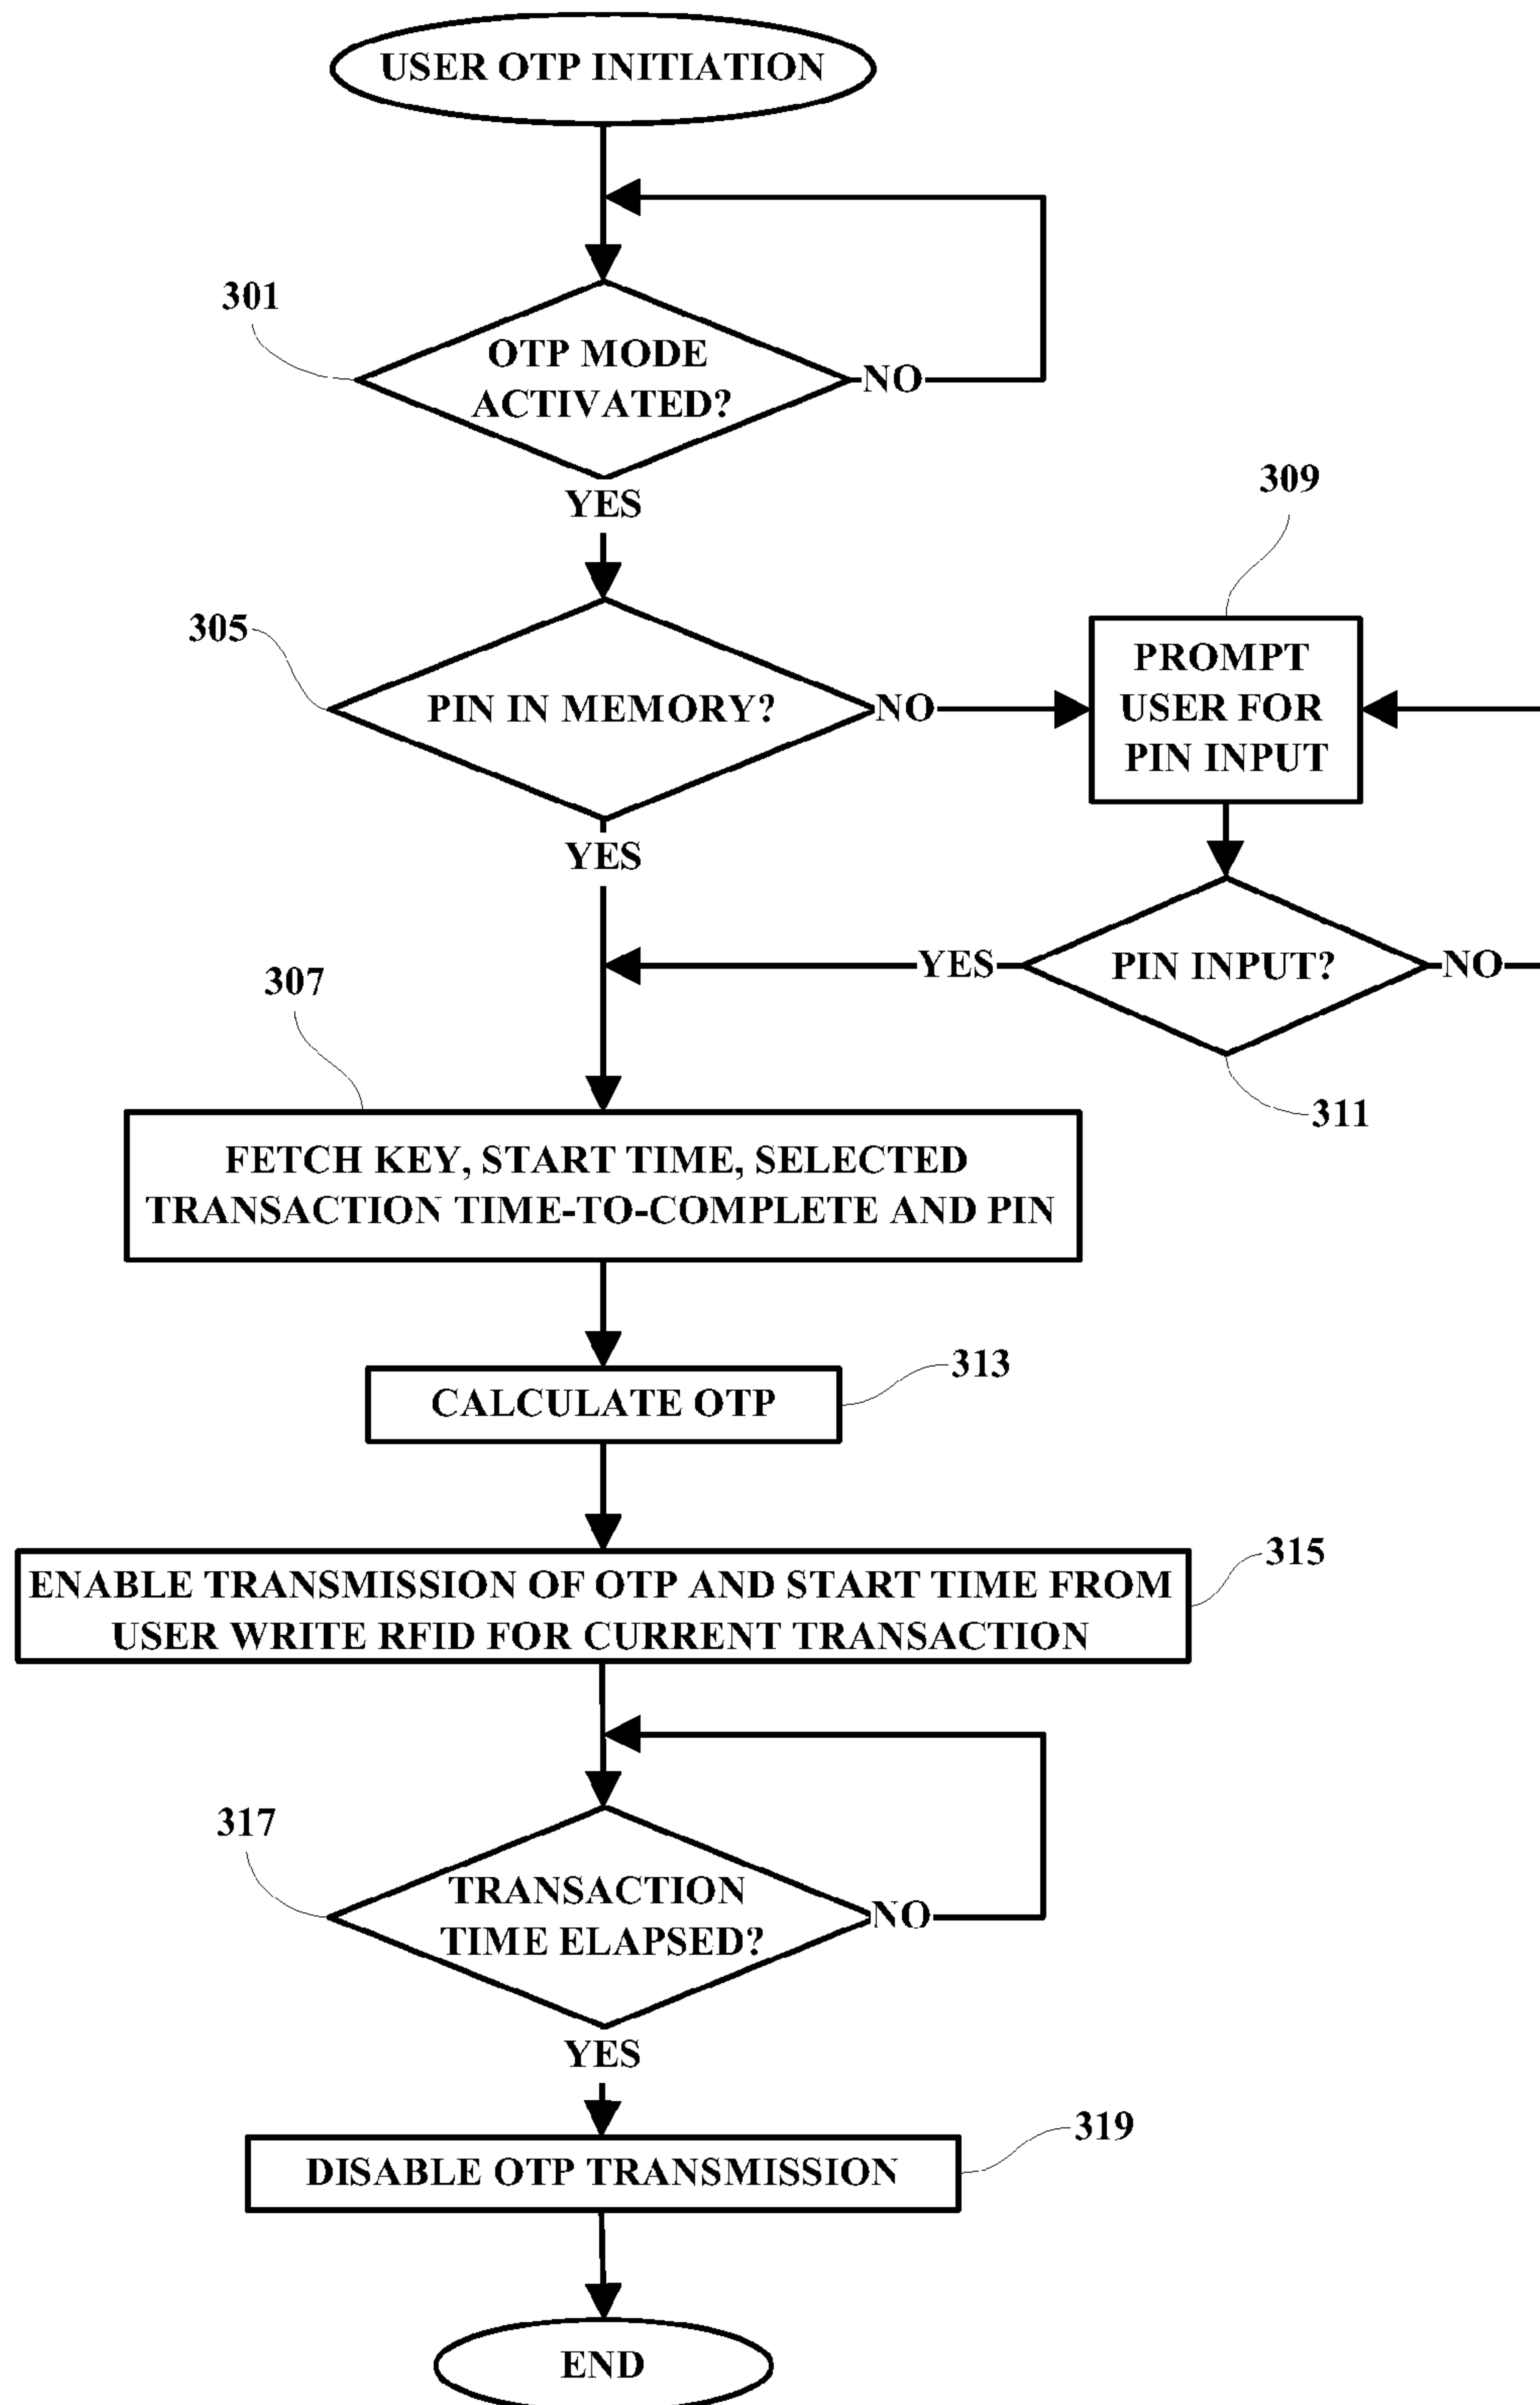 USER OTP INITIATION
301
OTP MODE
ACTIVATED?
NO
YES
309
305
PIN IN MEMORY?
NO
PROMPT
USER FOR
PIN INPUT
YES
YES
PIN INPUT?
NO
307
311
FETCH KEY, START TIME, SELECTED
TRANSACTION TIME-TO-COMPLETE AND PIN
313
CALCULATE OTP
315
ENABLE TRANSMISSION OF OTP AND START TIME FROM
USER WRITE RFID FOR CURRENT TRANSACTION
317
TRANSACTION
TIME ELAPSED?
NO
YES
319
DISABLE OTP TRANSMISSION
END